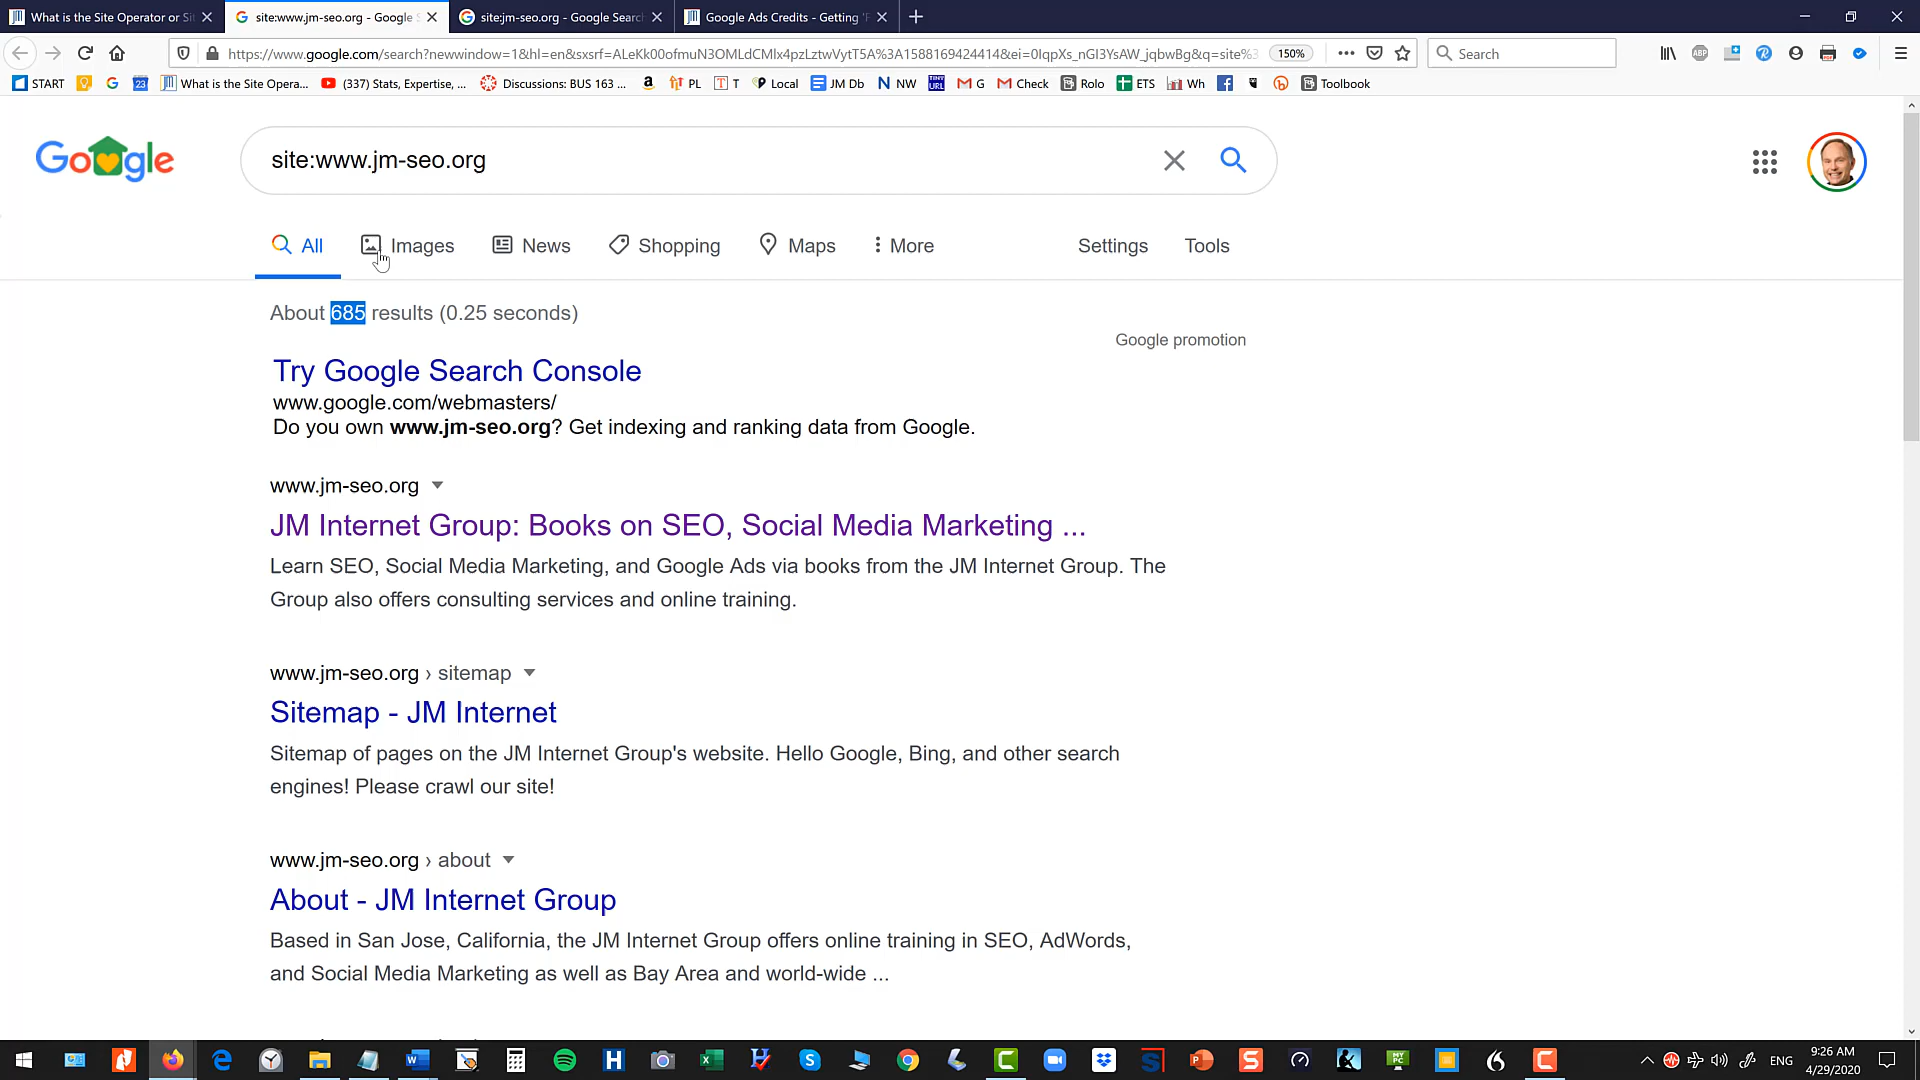 What is the Site Operator or Si
site:www.jm-seo.org - Google S
site:jm-seo.org - Google Searc
Google Ads Credits - Getting 'F
https://www.google.com/search?newwindow=1&hl=en&sxsrf=ALeKk00ofmuN3OMLdCMlx4pzLztwVytT5A%3A1588169424414&ei=0IqpXs_nGI3YsAW_jqbwBg&q=site%3
150%
Search
START
What is the Site Opera...
(337) Stats, Expertise, ...
Discussions: BUS 163 ...
PL
T
Local
JM Db
NW
G
Check
Rolo
ETS
Wh
Toolbook
Google
site:www.jm-seo.org
All
Images
News
Shopping
Maps
More
Settings
Tools
About 685 results (0.25 seconds)
Google promotion
Try Google Search Console
www.google.com/webmasters/
Do you own www.jm-seo.org? Get indexing and ranking data from Google.
www.jm-seo.org
JM Internet Group: Books on SEO, Social Media Marketing ...
Learn SEO, Social Media Marketing, and Google Ads via books from the JM Internet Group. The
Group also offers consulting services and online training.
www.jm-seo.org › sitemap
Sitemap - JM Internet
Sitemap of pages on the JM Internet Group's website. Hello Google, Bing, and other search
engines! Please crawl our site!
www.jm-seo.org › about
About - JM Internet Group
Based in San Jose, California, the JM Internet Group offers online training in SEO, AdWords,
and Social Media Marketing as well as Bay Area and world-wide ...
ENG
9:26 AM
4/29/2020